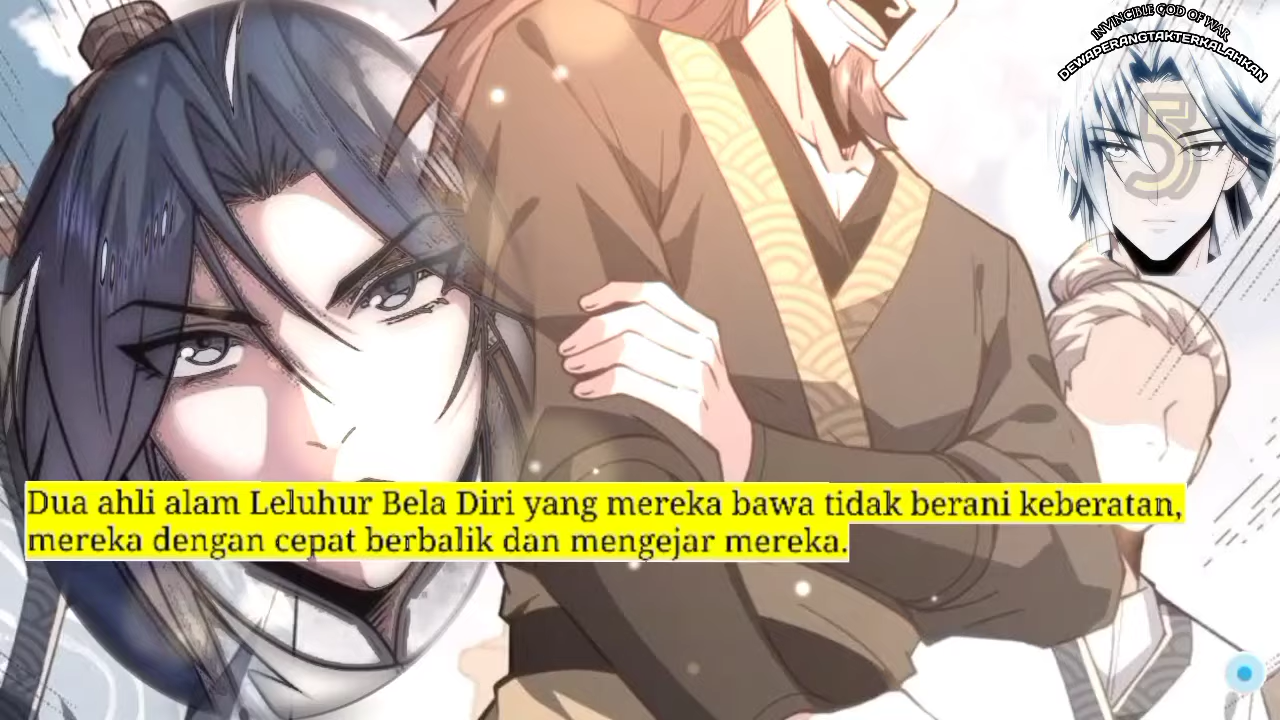 INVINCIBLE GOD OF WAR
DEWAPERANGTAKTERKALAHKAN
5
Dua ahli alam Leluhur Bela Diri yang mereka bawa tidak berani keberatan,
mereka dengan cepat berbalik dan mengejar mereka.